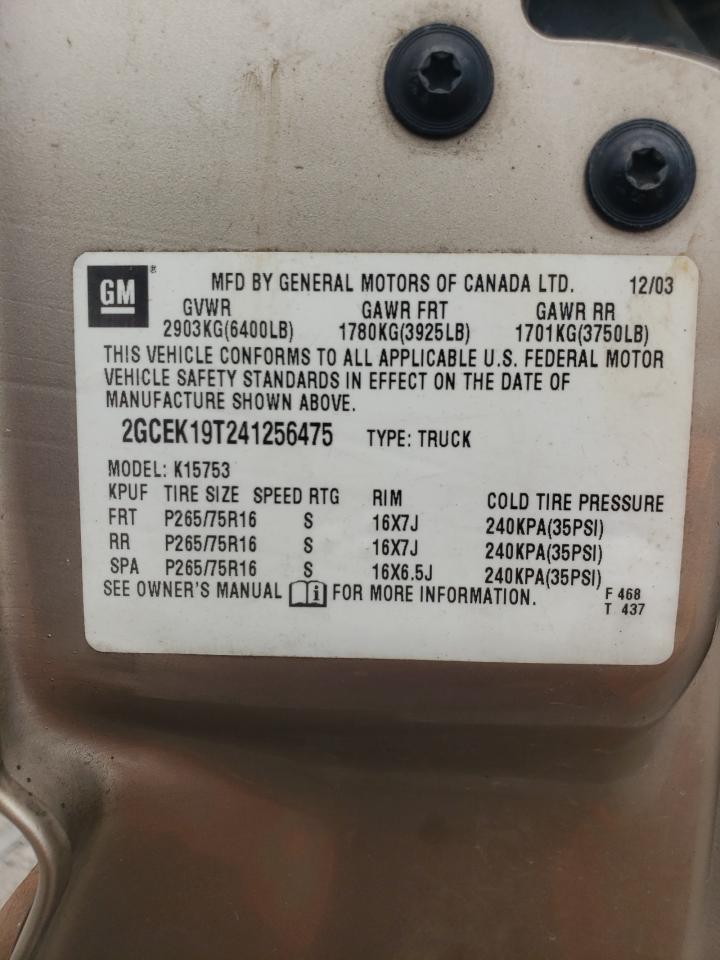 GM ® MFD BY GENERAL MOTORS OF CANADA LTD. 12/03
GVWR GAWR FRT GAWR RR
2903KG(6400LB) 1780KG(3925LB) 1701KG(3750LB)
THIS VEHICLE CONFORMS TO ALL APPLICABLE U.S. FEDERAL MOTOR
VEHICLE SAFETY STANDARDS IN EFFECT ON THE DATE OF
MANUFACTURE SHOWN ABOVE.
2GCEK19T241256475 TYPE: TRUCK
MODEL: K15753
KPUF TIRE SIZE SPEED RTG RIM COLD TIRE PRESSURE
FRT P265/75R16 S 16X7J 240KPA(35PSI)
RR P265/75R16 S 16X7J 240KPA(35PSI)
SPA P265/75R16 S 16X6.5J 240KPA(35PSI)
SEE OWNER'S MANUAL i FOR MORE INFORMATION. F 468
T 437